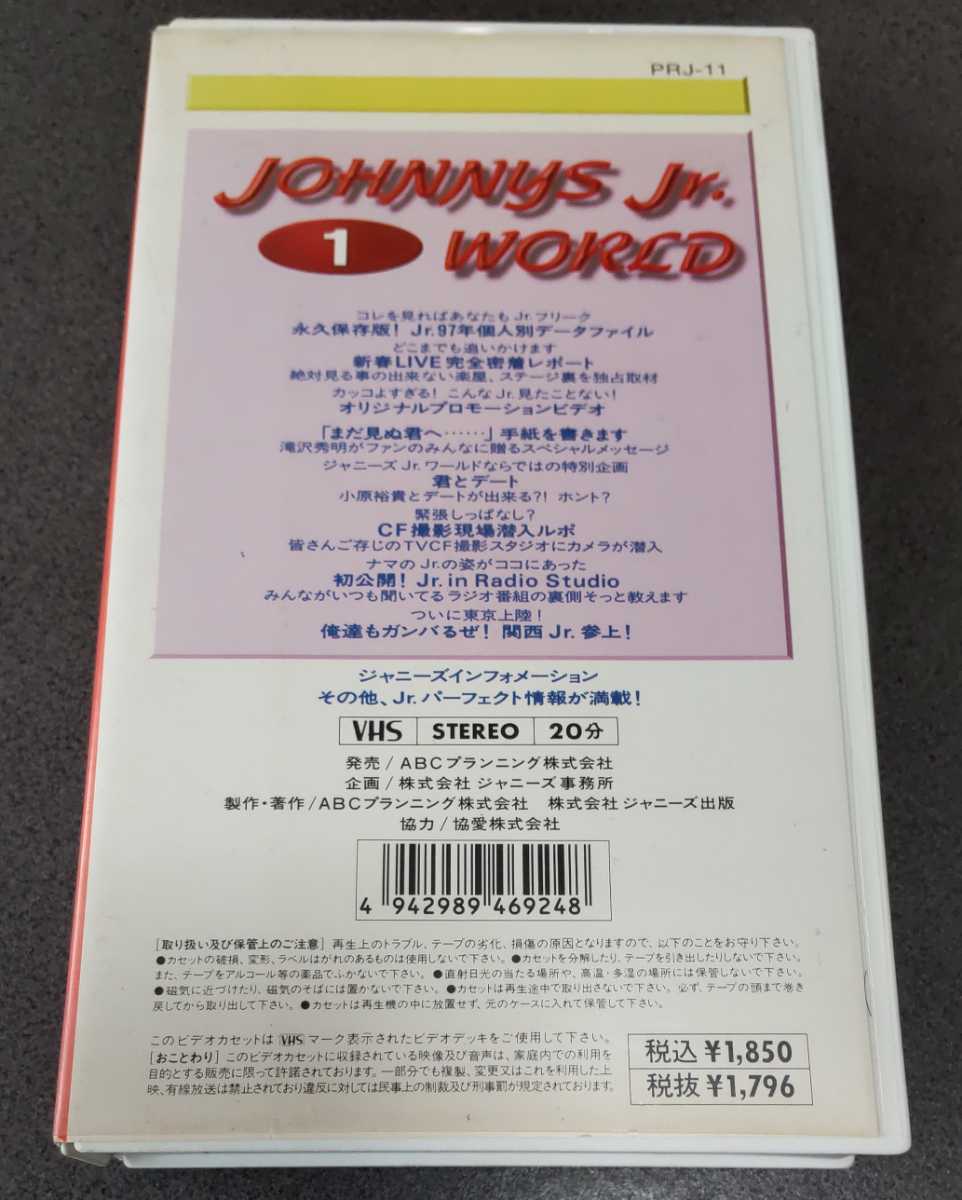 PRJ-11
JOHNNYS Jr.
1 WORLD
コレを見ればあなたもJr.フリーク
永久保存版！ Jr.97年個人別データファイル
どこまでも追いかけます
新春LIVE完全密着レポート
絶対見る事の出来ない楽屋、ステージ裏を独占取材
カッコよすぎる！ こんなJr.見たことない！
オリジナルプロモーションビデオ
「まだ見ぬ君へ……」手紙を書きます
滝沢秀明がファンのみんなに贈るスペシャルメッセージ
ジャニーズJr.ワールドならではの特別企画
君とデート
小原裕貴とデートが出来る?! ホント？
緊張しっぱなし？
CF撮影現場潜入ルポ
皆さんご存じのTVCF撮影スタジオにカメラが潜入
ナマのJr.の姿がココにあった
初公開！ Jr.in Radio Studio
みんながいつも聞いてるラジオ番組の裏側そっと教えます
ついに東京上陸！
俺達もガンバるぜ！ 関西Jr.参上！
ジャニーズインフォメーション
その他、Jr.パーフェクト情報が満載！
VHS STEREO 20分
発売/ABCプランニング株式会社
企画/株式会社 ジャニーズ事務所
製作・著作/ABCプランニング株式会社 株式会社 ジャニーズ出版
協力/協愛株式会社
4 942989 469248
[取り扱い及び保管上のご注意] 再生上のトラブル、テープの劣化、損傷の原因となりますので、以下のことをお守り下さい。
●カセットの破損、変形、ラベルはがれのあるものは使用しないで下さい。●カセットを分解したり、テープを引き出したりしないで下さい。
また、テープをアルコール等の薬品でふかないで下さい。●直射日光の当たる場所や、高温・多湿の場所には保管しないで下さい。
●磁気に近づけたり、磁気のそばには置かないで下さい。●カセットは再生途中で取り出さないで下さい。必ず、テープの頭まで巻き
戻してから取り出して下さい。●カセットは再生機の中に放置せず、元のケースに入れて保管して下さい。
このビデオカセットは VHS マーク表示されたビデオデッキをご使用して下さい。
[おことわり] このビデオカセットに収録されている映像及び音声は、家庭内での利用を
目的とする販売に限って許諾されております。一部分でも複製、変更又はこれを利用した上
映、有線放送は禁止されており違反に対しては民事上の制裁及び刑事罰が規定されております。
税込 ¥1,850
税抜 ¥1,796